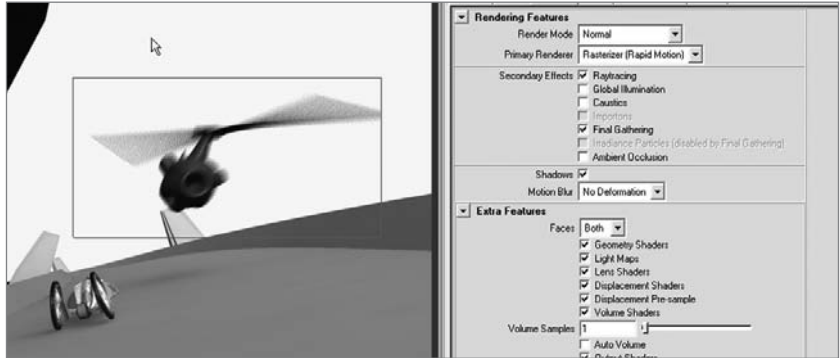 Rendering Features
Render Mode Normal
Primary Renderer Rasterizer (Rapid Motion)
Secondary Effects Raytracing
Global Illumination
Caustics
Importons
Final Gathering
Irradiance Particles (disabled by Final Gathering)
Ambient Occlusion
Shadows
Motion Blur No Deformation
Extra Features
Faces Both
Geometry Shaders
Light Maps
Lens Shaders
Displacement Shaders
Displacement Pre-sample
Volume Shaders
Volume Samples 1
Auto Volume
Output Shaders